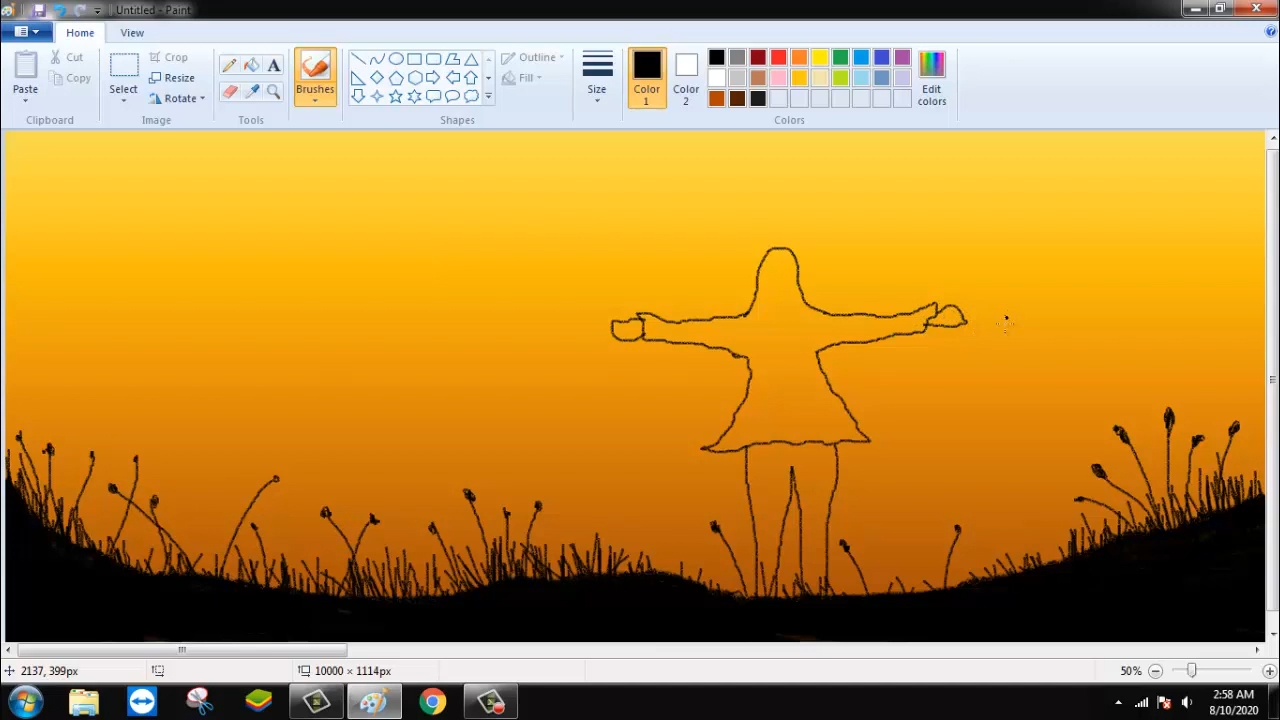 Untitled - Paint
Home
View
Paste
Cut
Copy
Clipboard
Select
Crop
Resize
Rotate
Image
Tools
Brushes
Outline
Fill
Shapes
Size
Color
1
Color
2
Edit
colors
Colors
2137, 399px
10000 × 1114px
50%
2:58 AM
8/10/2020